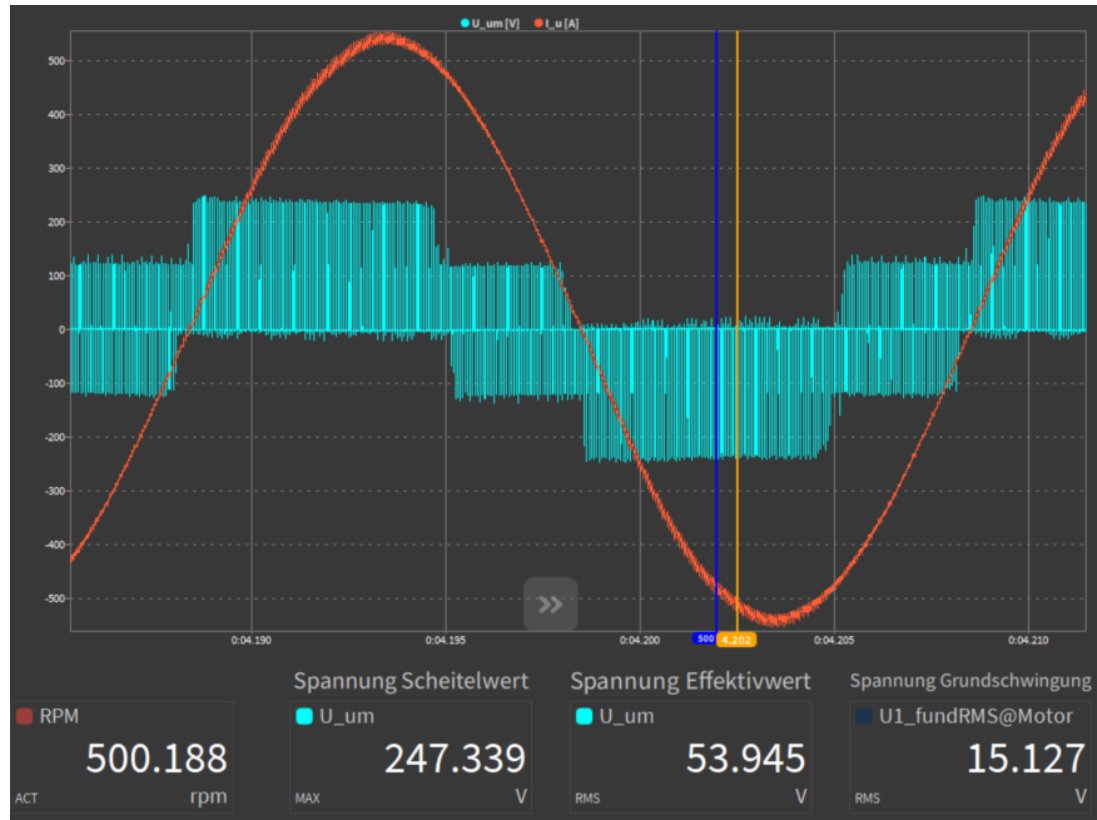 U_um [V] I_u [A]
500
400
300
200
100
0
-100
-200
-300
-400
-500
0:04.190 0:04.195 0:04.200 500 4.202 0:04.205 0:04.210
Spannung Scheitelwert Spannung Effektivwert Spannung Grundschwingung
RPM U_um U_um U1_fundRMS@Motor
500.188 247.339 53.945 15.127
ACT rpm MAX V RMS V RMS V